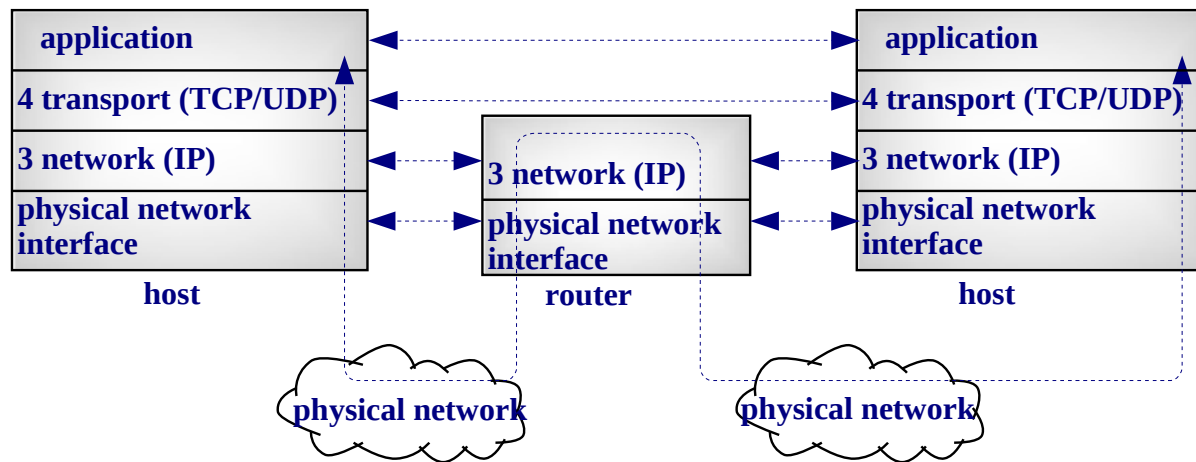 application
4 transport (TCP/UDP)
3 network (IP)
physical network
interface
host
3 network (IP)
physical network
interface
router
application
4 transport (TCP/UDP)
3 network (IP)
physical network
interface
host
physical network
physical network